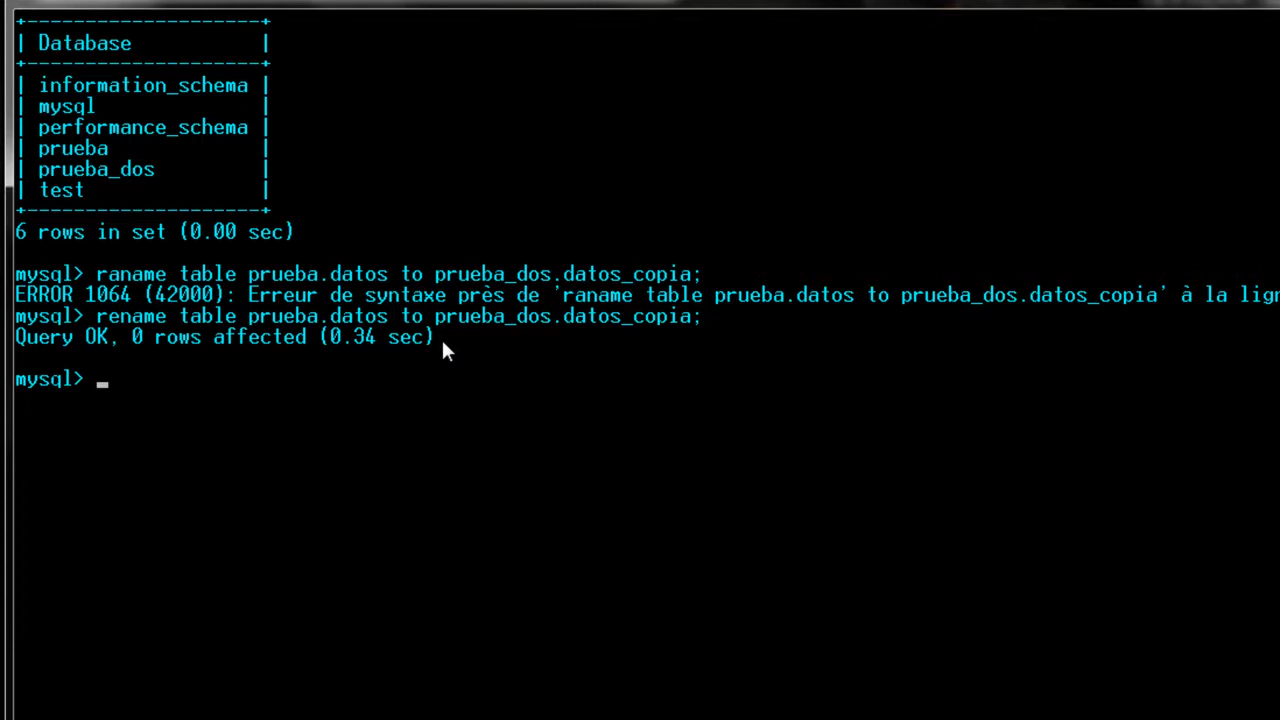 +--------------------+
| Database           |
+--------------------+
| information_schema |
| mysql              |
| performance_schema |
| prueba             |
| prueba_dos         |
| test               |
+--------------------+
6 rows in set (0.00 sec)
mysql> raname table prueba.datos to prueba_dos.datos_copia;
ERROR 1064 (42000): Erreur de syntaxe près de 'raname table prueba.datos to prueba_dos.datos_copia' à la lign
mysql> rename table prueba.datos to prueba_dos.datos_copia;
Query OK, 0 rows affected (0.34 sec)
mysql>